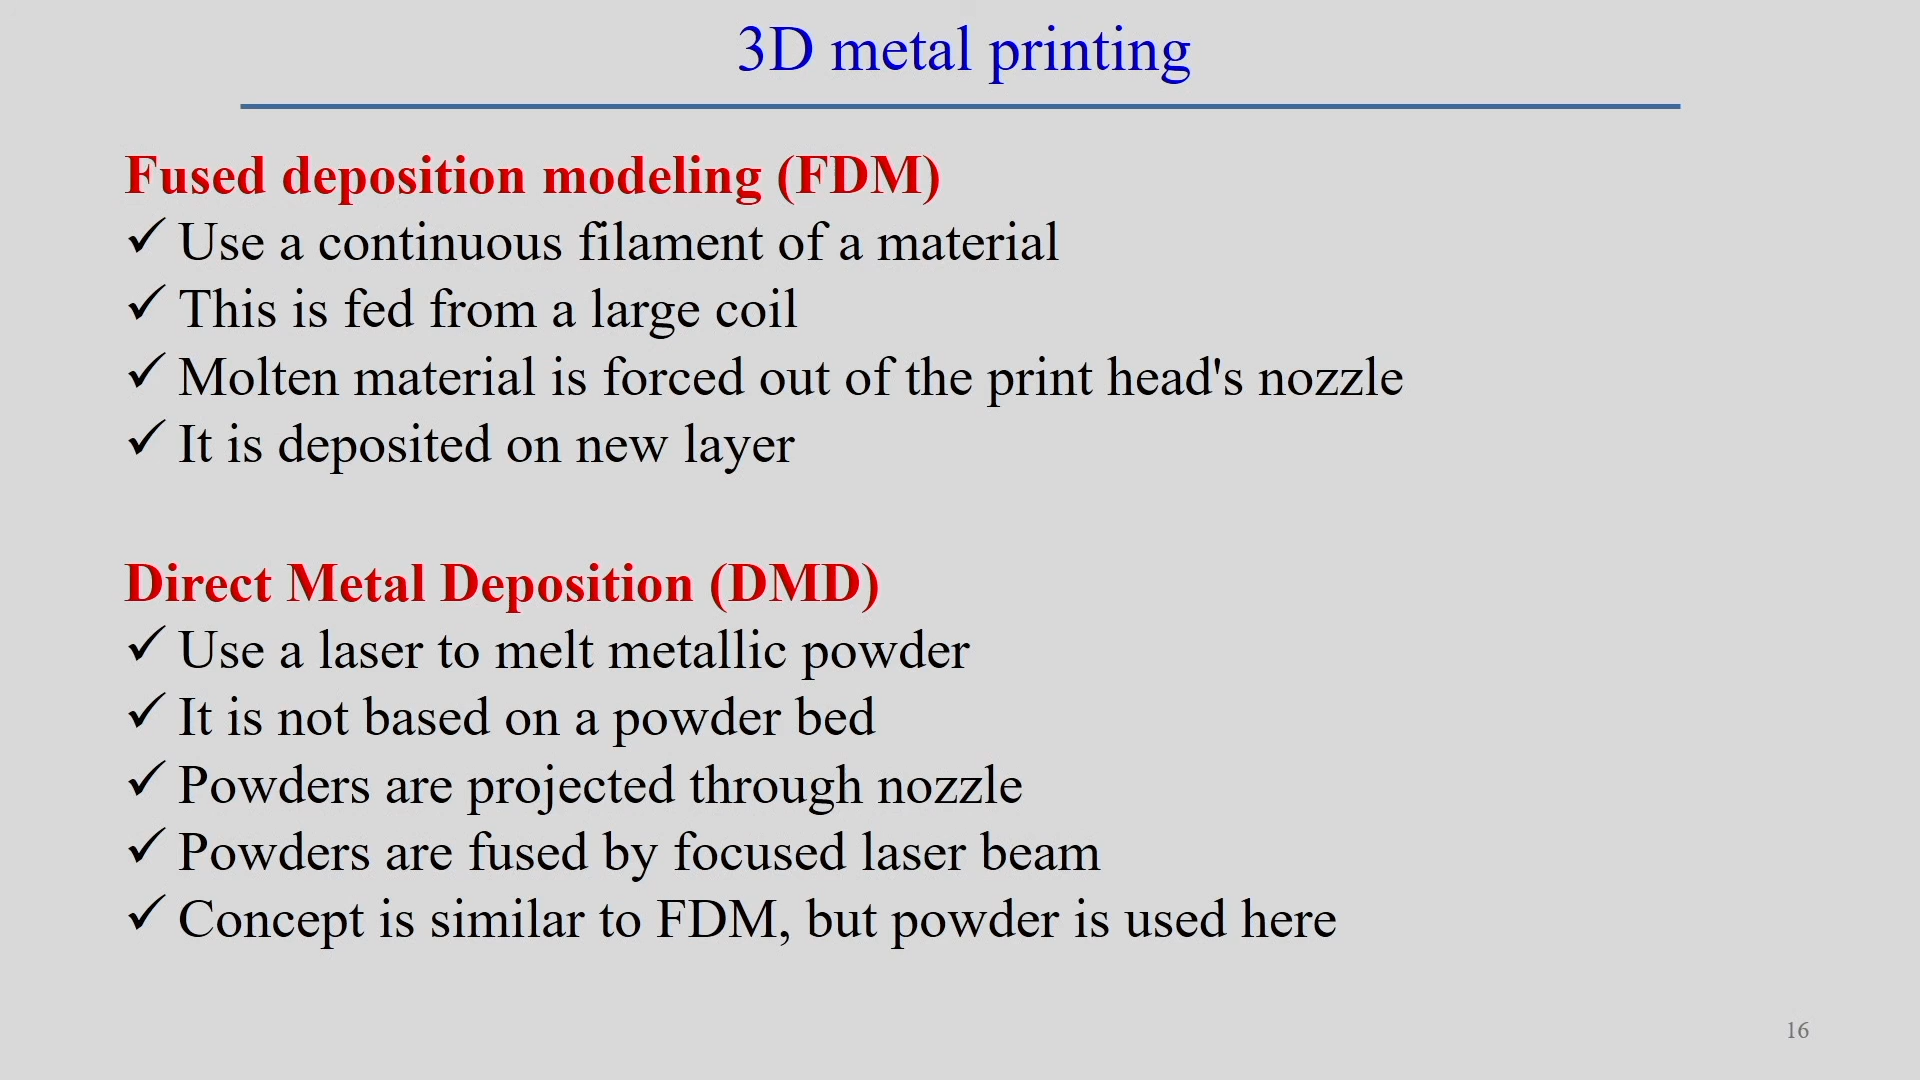 3D metal printing
Fused deposition modeling (FDM)
✓ Use a continuous filament of a material
✓ This is fed from a large coil
✓ Molten material is forced out of the print head's nozzle
✓ It is deposited on new layer
Direct Metal Deposition (DMD)
✓ Use a laser to melt metallic powder
✓ It is not based on a powder bed
✓ Powders are projected through nozzle
✓ Powders are fused by focused laser beam
✓ Concept is similar to FDM, but powder is used here
16